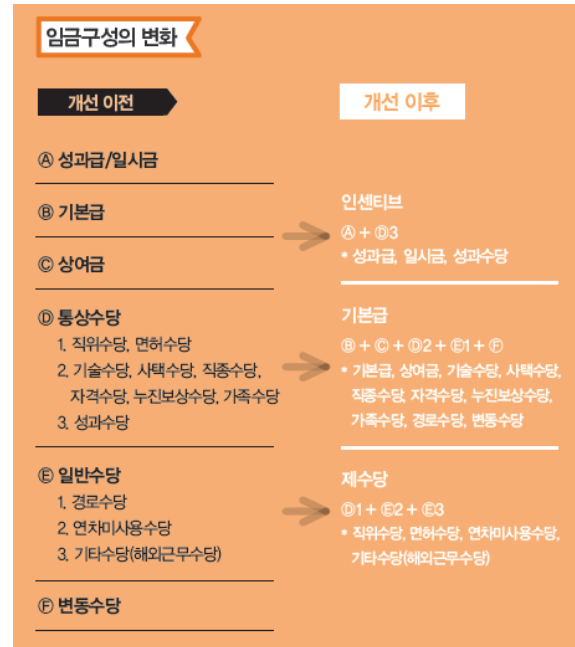 임금구성의 변화
개선 이전
Ⓐ 성과급/일시금
Ⓑ 기본급
Ⓒ 상여금
Ⓓ 통상수당
1. 직위수당, 면허수당
2. 기술수당, 사택수당, 직종수당,
자격수당, 누진보상수당, 가족수당
3. 성과수당
Ⓔ 일반수당
1. 경로수당
2. 연차미사용수당
3. 기타수당(해외근무수당)
Ⓕ 변동수당
개선 이후
인센티브
Ⓐ + Ⓓ3
* 성과급, 일시금, 성과수당
기본급
Ⓑ + Ⓒ + Ⓓ2 + Ⓔ1 + Ⓕ
* 기본급, 상여금, 기술수당, 사택수당,
직종수당, 자격수당, 누진보상수당,
가족수당, 경로수당, 변동수당
제수당
Ⓓ1 + Ⓔ2 + Ⓔ3
* 직위수당, 면허수당, 연차미사용수당,
기타수당(해외근무수당)